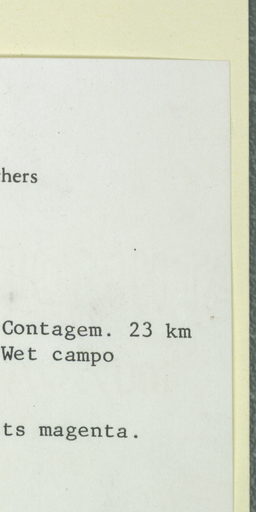 hers
Contagem. 23 km
Wet campo
ts magenta.